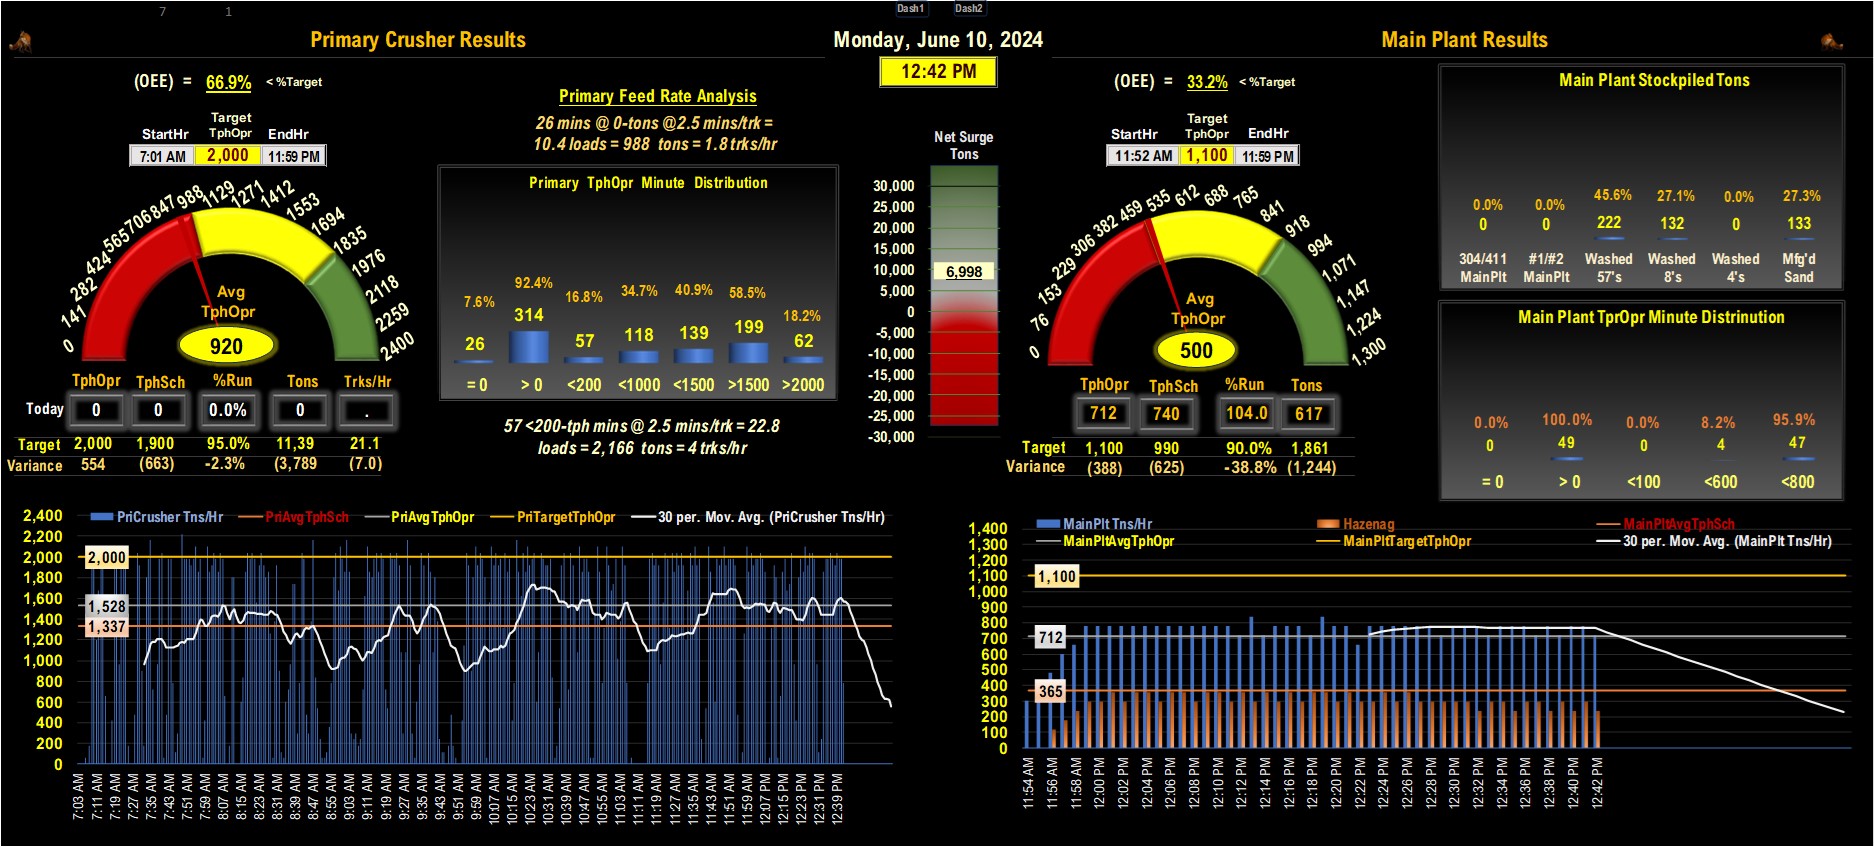 7 1 Dash1 Dash2
Primary Crusher Results
Monday, June 10, 2024
12:42 PM
Main Plant Results
(OEE) = 66.9% < %Target
StartHr Target TphOpr EndHr
7:01 AM 2,000 11:59 PM
0 141 282 424 565 706 847 988 1129 1271 1412 1553 1694 1835 1976 2118 2259 2400
Avg
TphOpr
920
TphOpr TphSch %Run Tons Trks/Hr
Today 0 0 0.0% 0 .
Target 2,000 1,900 95.0% 11,39 21.1
Variance 554 (663) -2.3% (3,789 (7.0)
Primary Feed Rate Analysis
26 mins @ 0-tons @2.5 mins/trk =
10.4 loads = 988 tons = 1.8 trks/hr
Primary TphOpr Minute Distribution
7.6% 92.4% 16.8% 34.7% 40.9% 58.5% 18.2%
26 314 57 118 139 199 62
= 0 > 0 <200 <1000 <1500 >1500 >2000
57 <200-tph mins @ 2.5 mins/trk = 22.8
loads = 2,166 tons = 4 trks/hr
Net Surge
Tons
30,000
25,000
20,000
15,000
10,000
6,998
5,000
0
-5,000
-10,000
-15,000
-20,000
-25,000
-30,000
(OEE) = 33.2% < %Target
StartHr Target TphOpr EndHr
11:52 AM 1,100 11:59 PM
0 76 153 229 306 382 459 535 612 688 765 841 918 994 1,071 1,147 1,224 1,300
Avg
TphOpr
500
TphOpr TphSch %Run Tons
712 740 104.0 617
Target 1,100 990 90.0% 1,861
Variance (388) (625) -38.8% (1,244)
Main Plant Stockpiled Tons
0.0% 0.0% 45.6% 27.1% 0.0% 27.3%
0 0 222 132 0 133
304/411 #1/#2 Washed Washed Washed Mfg'd
MainPlt MainPlt 57's 8's 4's Sand
Main Plant TprOpr Minute Distrinution
0.0% 100.0% 0.0% 8.2% 95.9%
0 49 0 4 47
= 0 > 0 <100 <600 <800
PriCrusher Tns/Hr PriAvgTphSch PriAvgTphOpr PriTargetTphOpr 30 per. Mov. Avg. (PriCrusher Tns/Hr)
2,400
2,200
2,000
1,800
1,600
1,400
1,200
1,000
800
600
400
200
0
2,000
1,528
1,337
7:03 AM 7:11 AM 7:19 AM 7:27 AM 7:35 AM 7:43 AM 7:51 AM 7:59 AM 8:07 AM 8:15 AM 8:23 AM 8:31 AM 8:39 AM 8:47 AM 8:55 AM 9:03 AM 9:11 AM 9:19 AM 9:27 AM 9:35 AM 9:43 AM 9:51 AM 9:59 AM 10:07 AM 10:15 AM 10:23 AM 10:31 AM 10:39 AM 10:47 AM 10:55 AM 11:03 AM 11:11 AM 11:19 AM 11:27 AM 11:35 AM 11:43 AM 11:51 AM 11:59 AM 12:07 PM 12:15 PM 12:23 PM 12:31 PM 12:39 PM
MainPlt Tns/Hr Hazenag MainPltAvgTphSch
MainPltAvgTphOpr MainPltTargetTphOpr 30 per. Mov. Avg. (MainPlt Tns/Hr)
1,400
1,300
1,200
1,100
1,000
900
800
700
600
500
400
300
200
100
0
1,100
712
365
11:54 AM 11:56 AM 11:58 AM 12:00 PM 12:02 PM 12:04 PM 12:06 PM 12:08 PM 12:10 PM 12:12 PM 12:14 PM 12:16 PM 12:18 PM 12:20 PM 12:22 PM 12:24 PM 12:26 PM 12:28 PM 12:30 PM 12:32 PM 12:34 PM 12:36 PM 12:38 PM 12:40 PM 12:42 PM